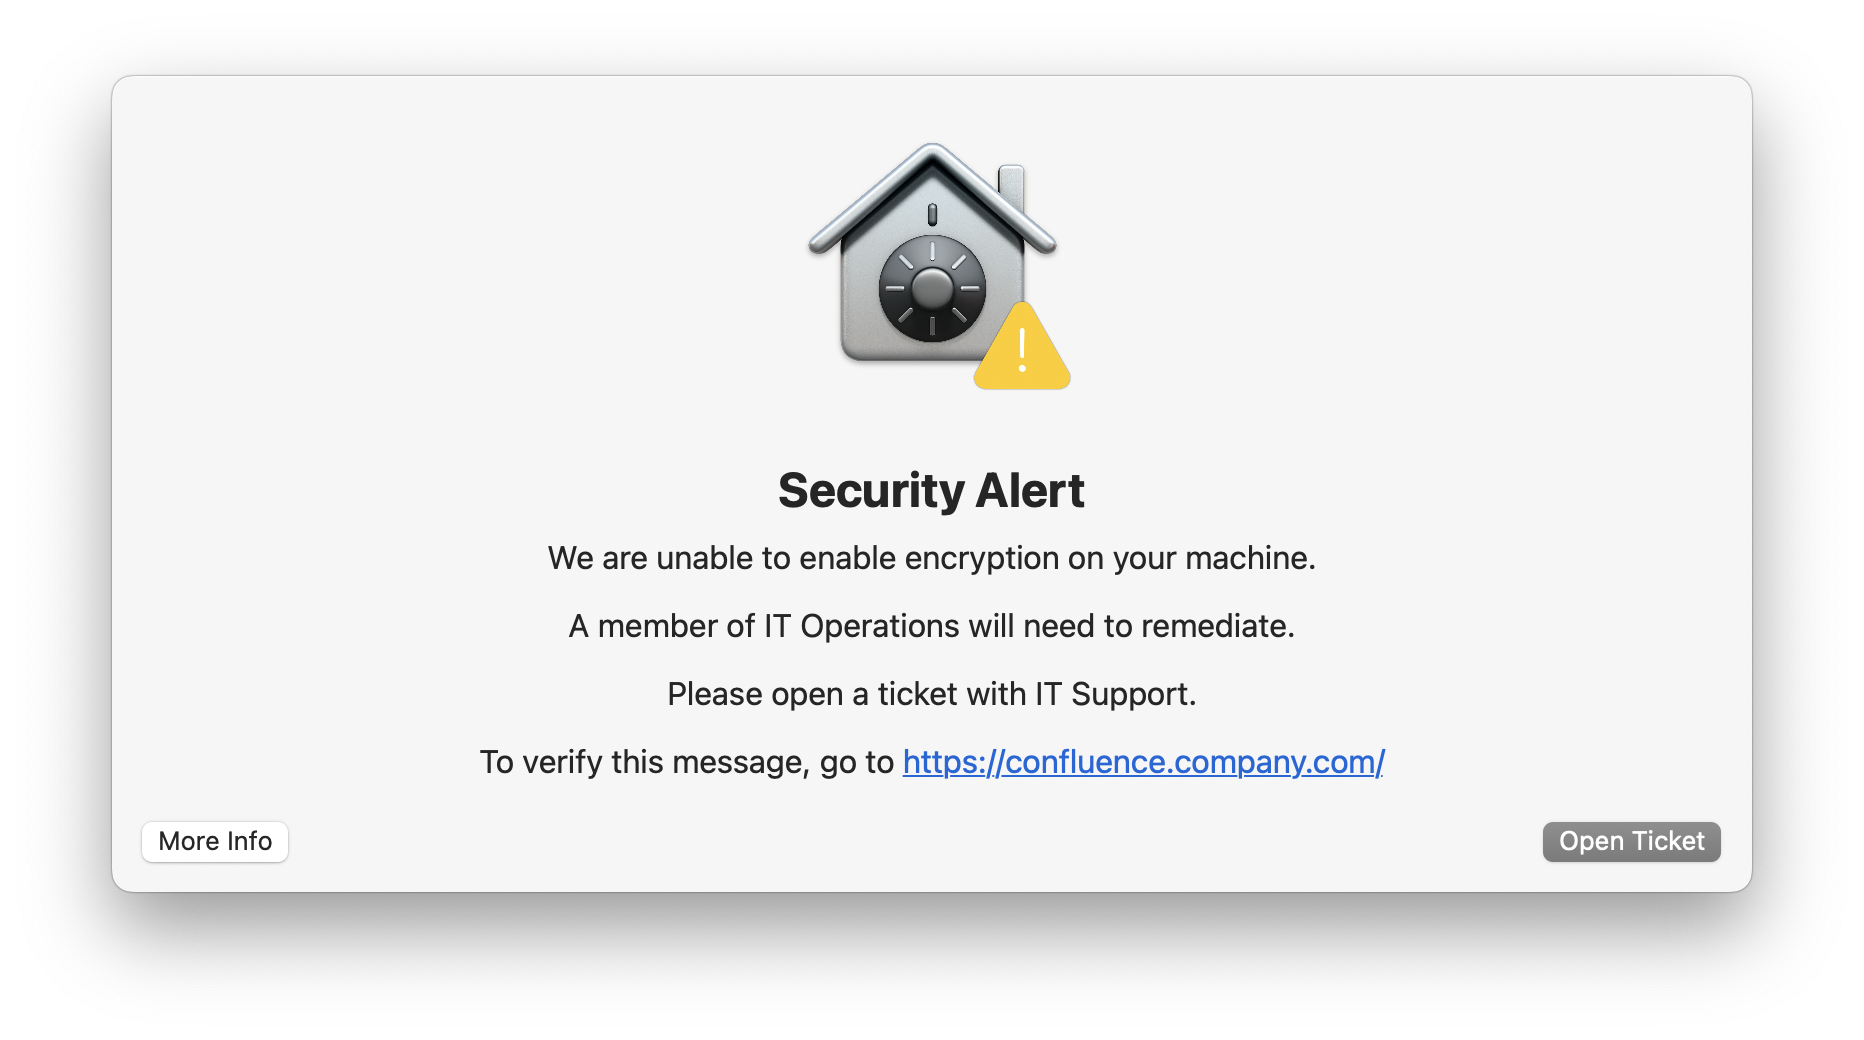 Security Alert
We are unable to enable encryption on your machine.
A member of IT Operations will need to remediate.
Please open a ticket with IT Support.
To verify this message, go to https://confluence.company.com/
More Info
Open Ticket